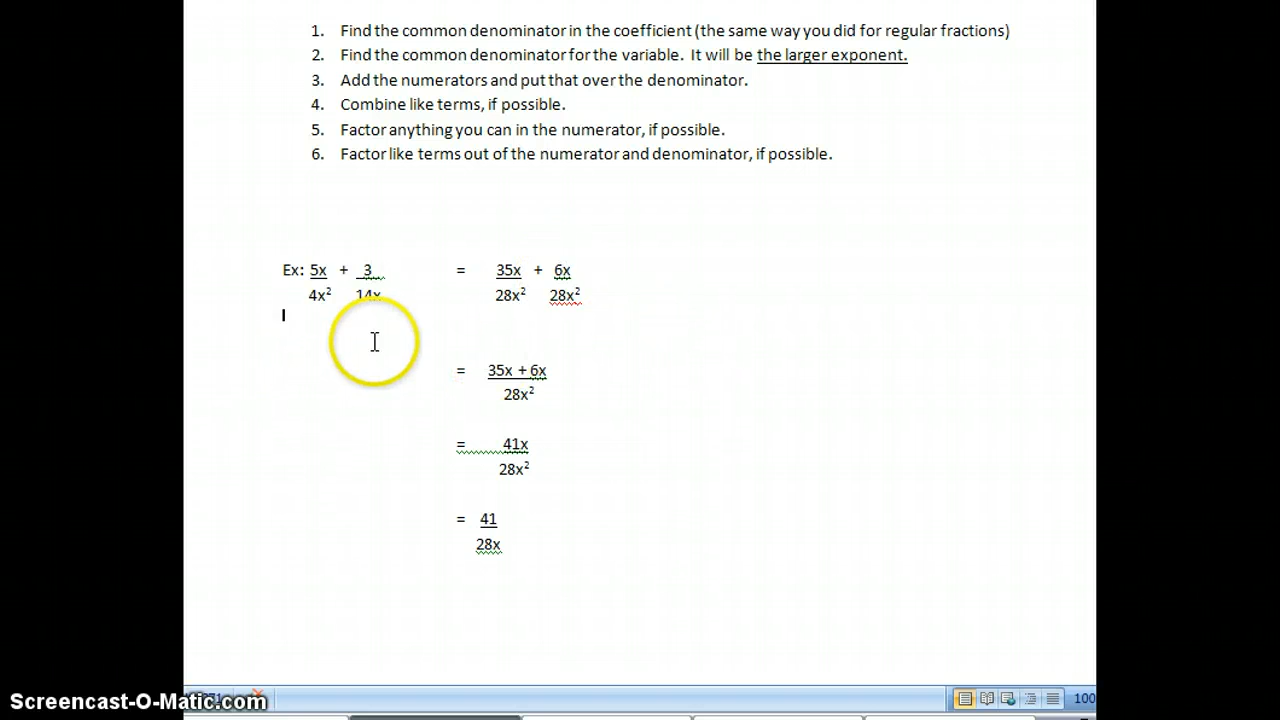 1. Find the common denominator in the coefficient (the same way you did for regular fractions)
2. Find the common denominator for the variable. It will be the larger exponent.
3. Add the numerators and put that over the denominator.
4. Combine like terms, if possible.
5. Factor anything you can in the numerator, if possible.
6. Factor like terms out of the numerator and denominator, if possible.
Ex: 5x + 3 = 35x + 6x
4x² 14x 28x² 28x²
= 35x + 6x
28x²
= 41x
28x²
= 41
28x
Screencast-O-Matic.com
100